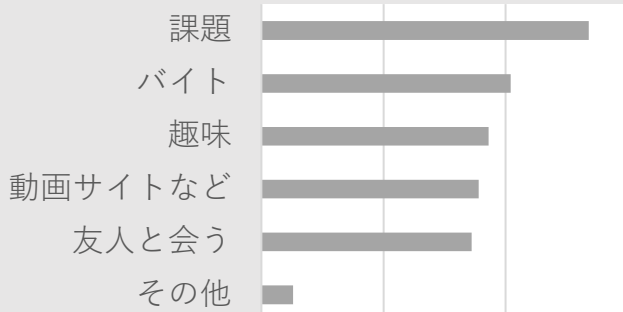 課題
バイト
趣味
動画サイトなど
友人と会う
その他